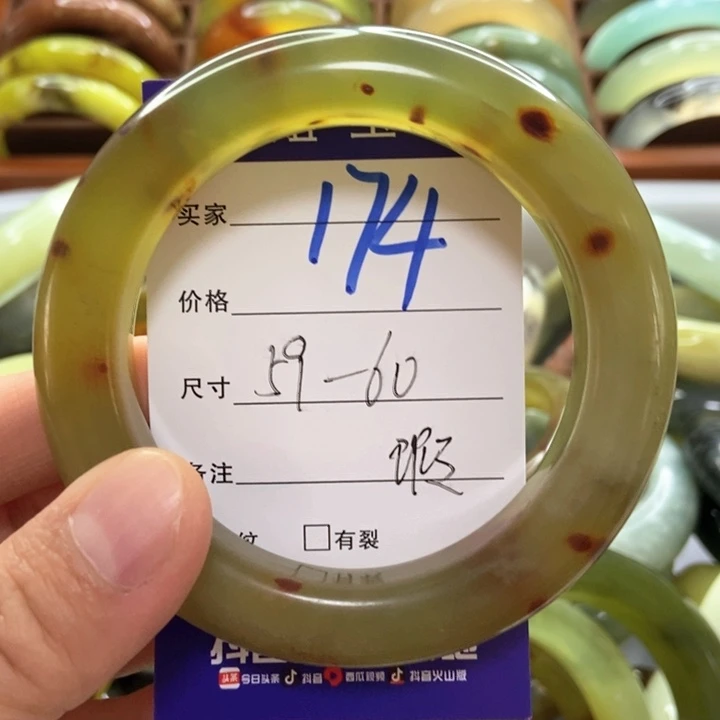 买家 174
价格
尺寸 59-60
备注 瑕
纹 □有裂
今日头条 抖音 西瓜视频 抖音火山版